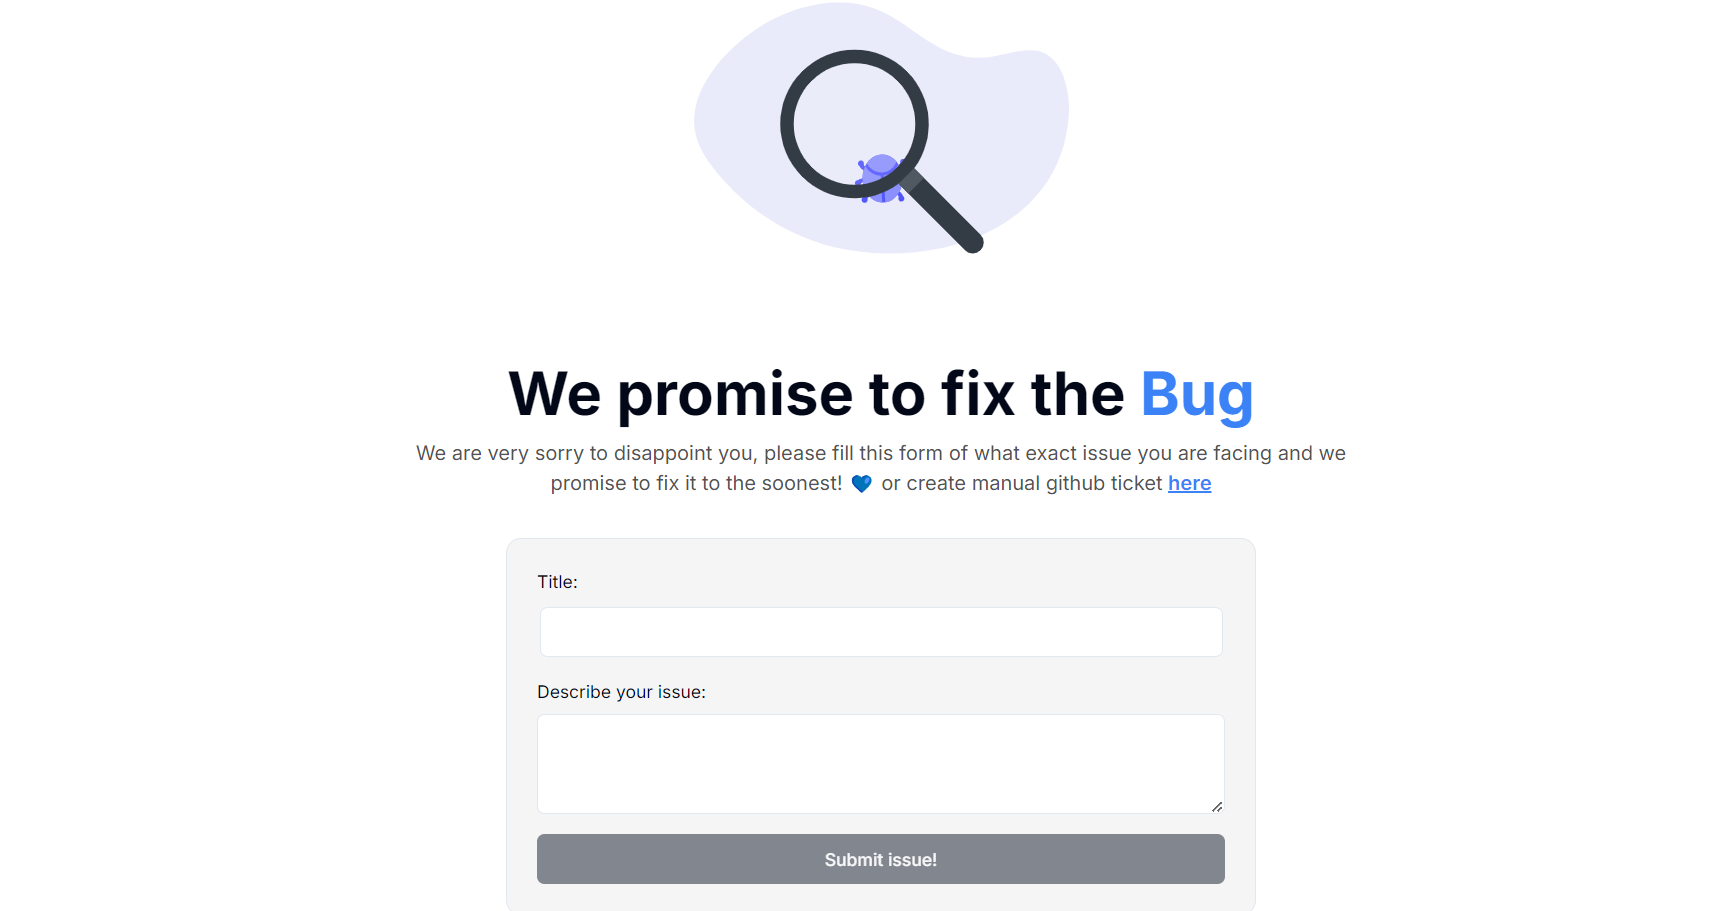 We promise to fix the Bug
We are very sorry to disappoint you, please fill this form of what exact issue you are facing and we
promise to fix it to the soonest! 💙 or create manual github ticket here
Title:
Describe your issue:
Submit issue!